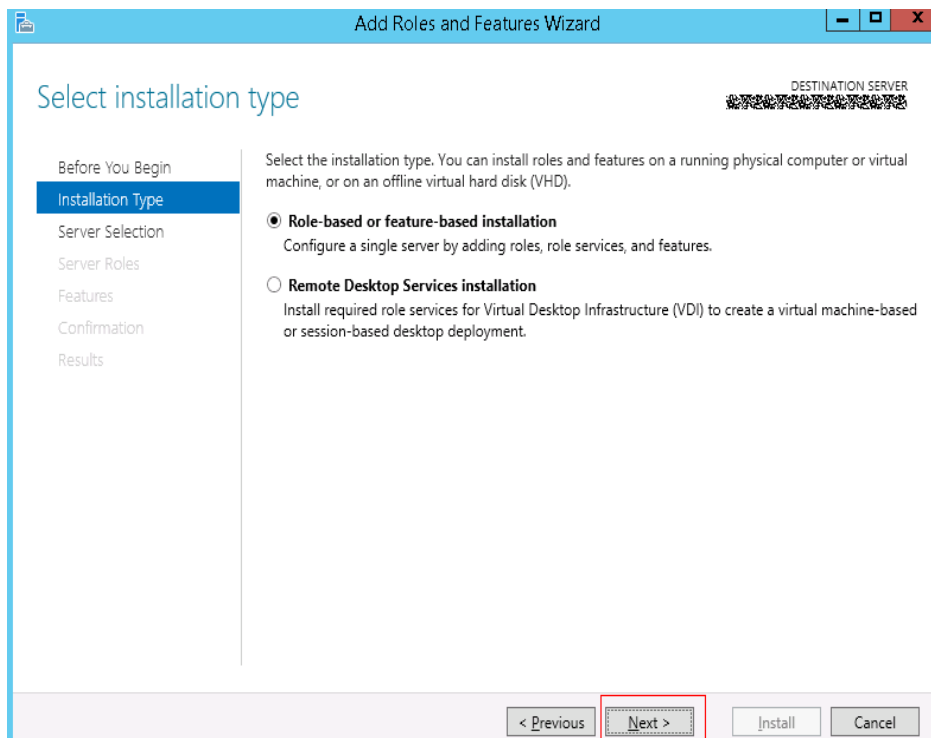 Add Roles and Features Wizard
Select installation type
DESTINATION SERVER
Before You Begin
Installation Type
Server Selection
Server Roles
Features
Confirmation
Results
Select the installation type. You can install roles and features on a running physical computer or virtual
machine, or on an offline virtual hard disk (VHD).
Role-based or feature-based installation
Configure a single server by adding roles, role services, and features.
Remote Desktop Services installation
Install required role services for Virtual Desktop Infrastructure (VDI) to create a virtual machine-based
or session-based desktop deployment.
< Previous
Next >
Install
Cancel